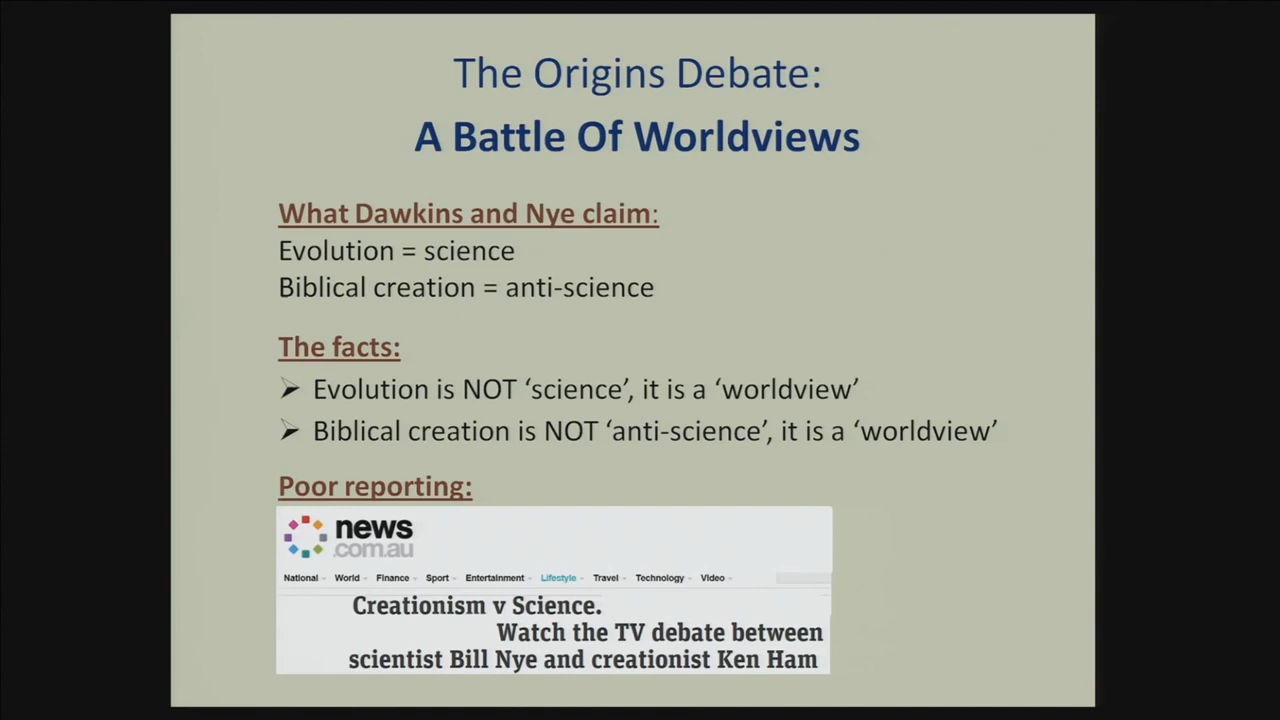 The Origins Debate:
A Battle Of Worldviews
What Dawkins and Nye claim:
Evolution = science
Biblical creation = anti-science
The facts:
➢ Evolution is NOT ‘science’, it is a ‘worldview’
➢ Biblical creation is NOT ‘anti-science’, it is a ‘worldview’
Poor reporting:
news
.com.au
National World Finance Sport Entertainment Lifestyle Travel Technology Video
Creationism v Science.
Watch the TV debate between
scientist Bill Nye and creationist Ken Ham